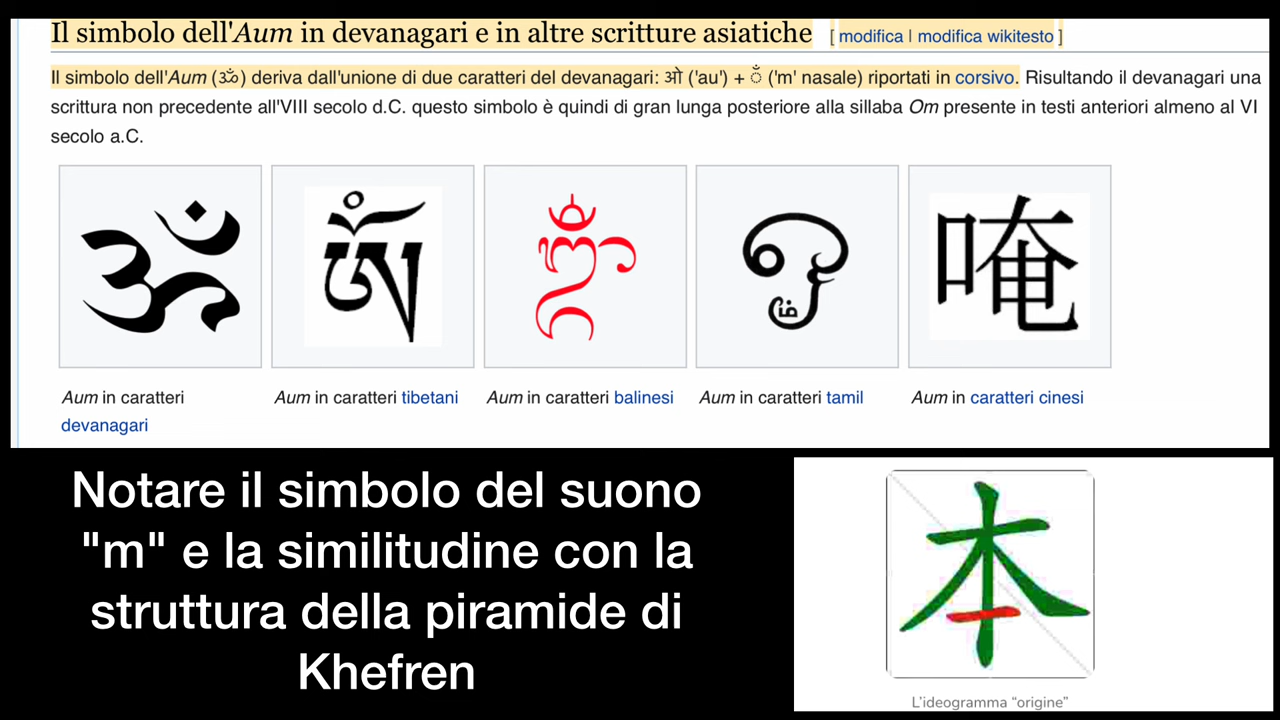 Il simbolo dell'Aum in devanagari e in altre scritture asiatiche [ modifica | modifica wikitesto ]
Il simbolo dell'Aum (ॐ) deriva dall'unione di due caratteri del devanagari: ओ ('au') + ँ ('m' nasale) riportati in corsivo. Risultando il devanagari una
scrittura non precedente all'VIII secolo d.C. questo simbolo è quindi di gran lunga posteriore alla sillaba Om presente in testi anteriori almeno al VI
secolo a.C.
ॐ ༀ ᬒᬁ ௐ 唵
Aum in caratteri devanagari
Aum in caratteri tibetani
Aum in caratteri balinesi
Aum in caratteri tamil
Aum in caratteri cinesi
Notare il simbolo del suono
"m" e la similitudine con la
struttura della piramide di
Khefren
本
L'ideogramma “origine”